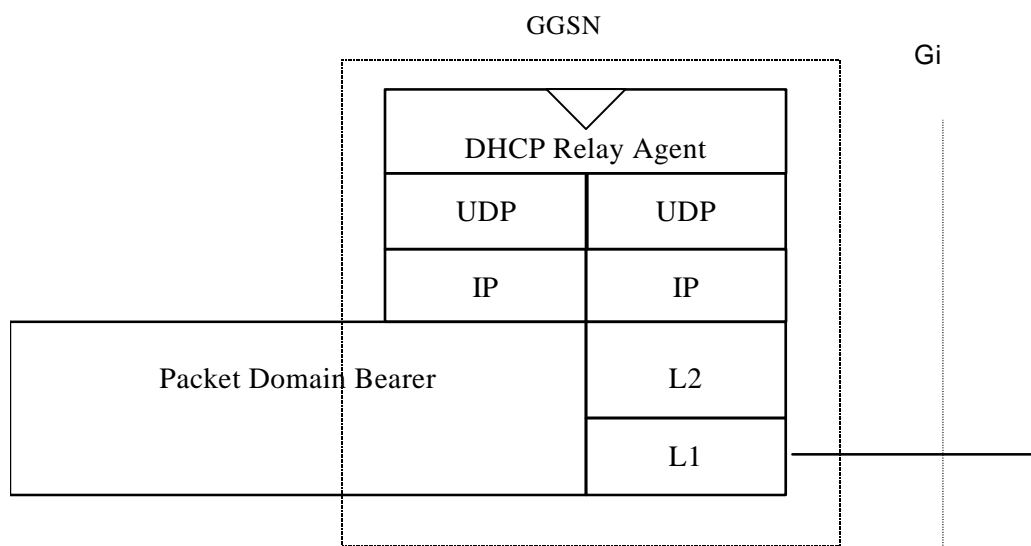 GGSN
Gi
DHCP Relay Agent
UDP
UDP
IP
IP
Packet Domain Bearer
L2
L1